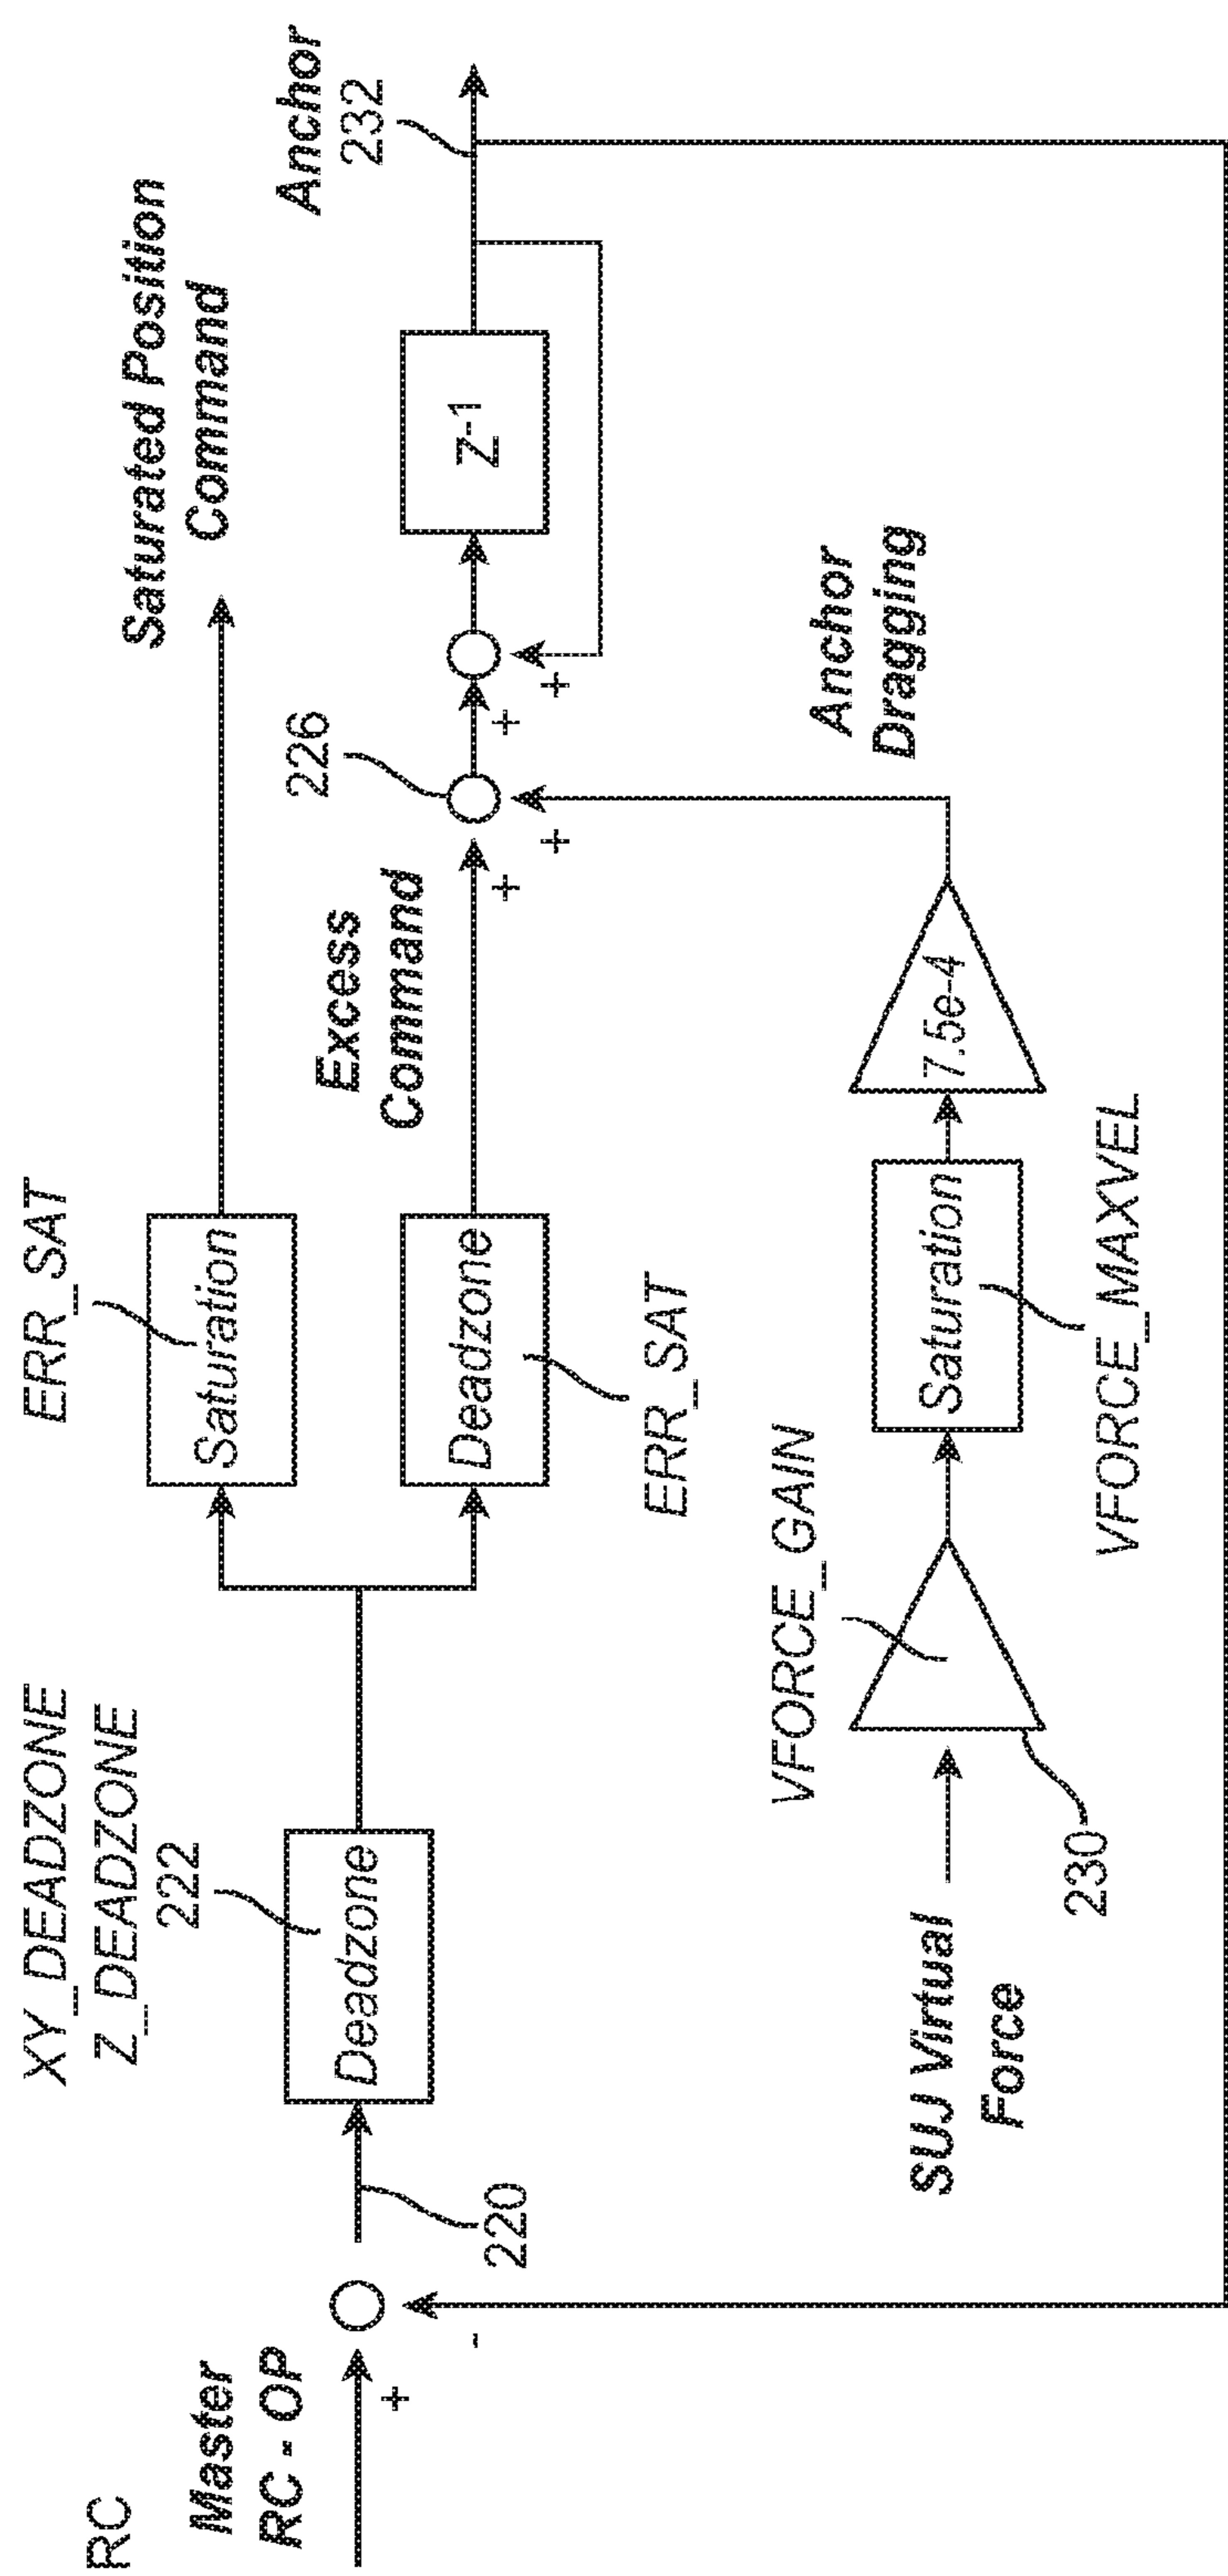 RC
Master
RC - OP
+
-
220
XY_DEADZONE
Z_DEADZONE
222
Deadzone
ERR_SAT
Saturation
Saturated Position
Command
Deadzone
ERR_SAT
Excess
Command
+
+
226
+
+
Z-1
Anchor
232
SUJ Virtual
Force
230
VFORCE_GAIN
Saturation
VFORCE_MAXVEL
7.5e-4
Anchor
Dragging